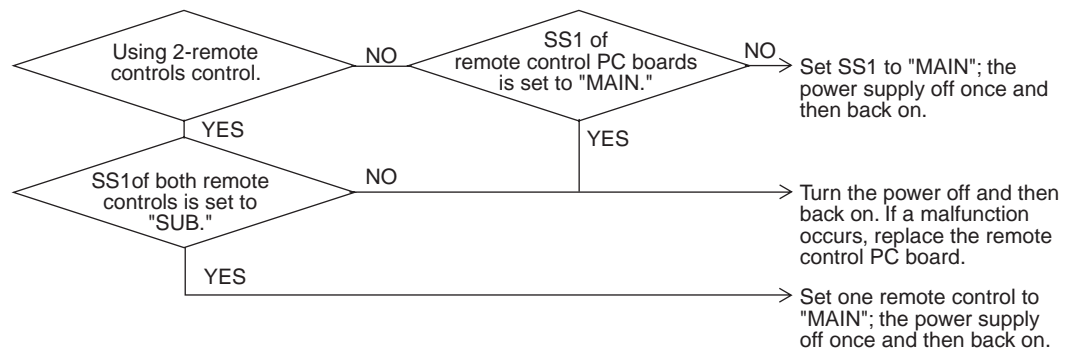 Using 2-remote
controls control.
NO
SS1 of
remote control PC boards
is set to "MAIN."
NO
Set SS1 to "MAIN"; the
power supply off once and
then back on.
YES
YES
SS1of both remote
controls is set to
"SUB."
NO
Turn the power off and then
back on. If a malfunction
occurs, replace the remote
control PC board.
YES
Set one remote control to
"MAIN"; the power supply
off once and then back on.